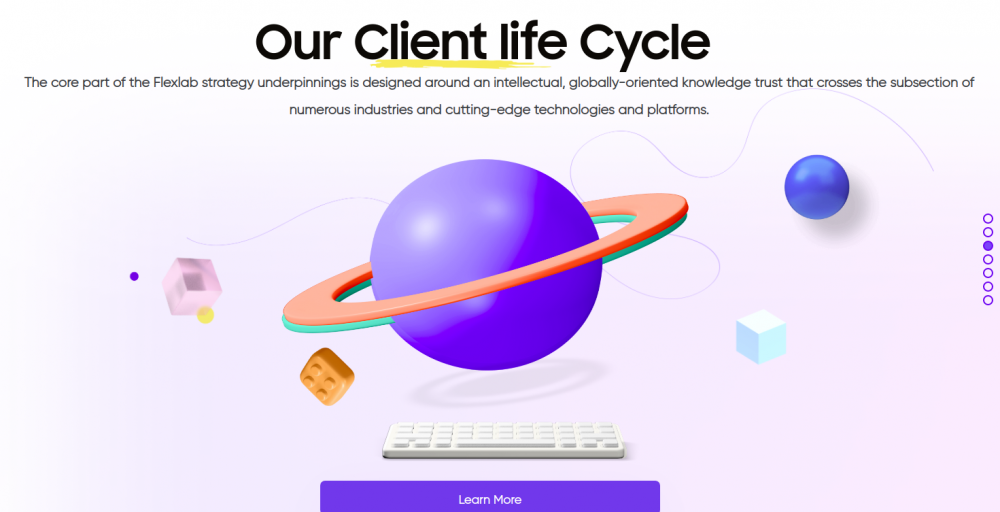 Our Client life Cycle
The core part of the Flexlab strategy underpinnings is designed around an intellectual, globally-oriented knowledge trust that crosses the subsection of
numerous industries and cutting-edge technologies and platforms.
Learn More